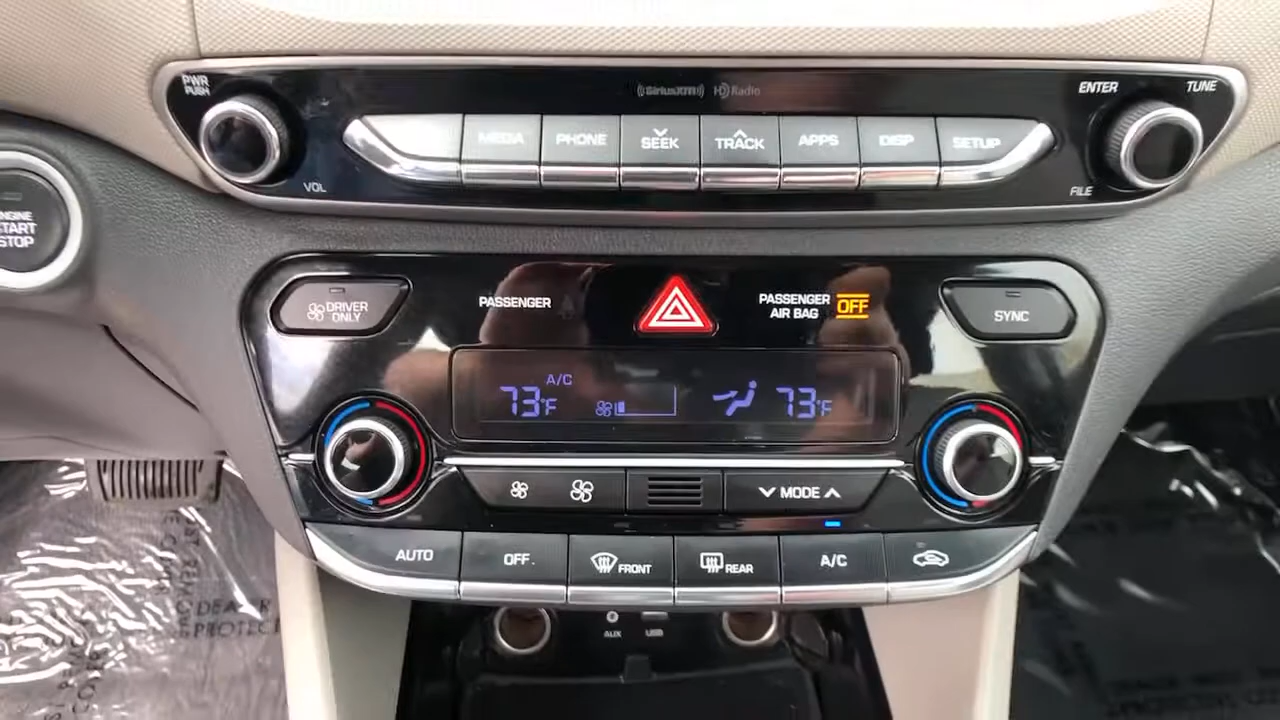 PWR
PUSH
VOL
((SiriusXM)) HD Radio
ENTER
TUNE
FILE
MEDIA
PHONE
SEEK
TRACK
APPS
DISP
SETUP
ENGINE
START
STOP
DRIVER
ONLY
PASSENGER
PASSENGER
AIR BAG
OFF
SYNC
A/C
73°F
73°F
MODE
AUTO
OFF
FRONT
REAR
A/C
AUX
USB
DEALER
PROTECT